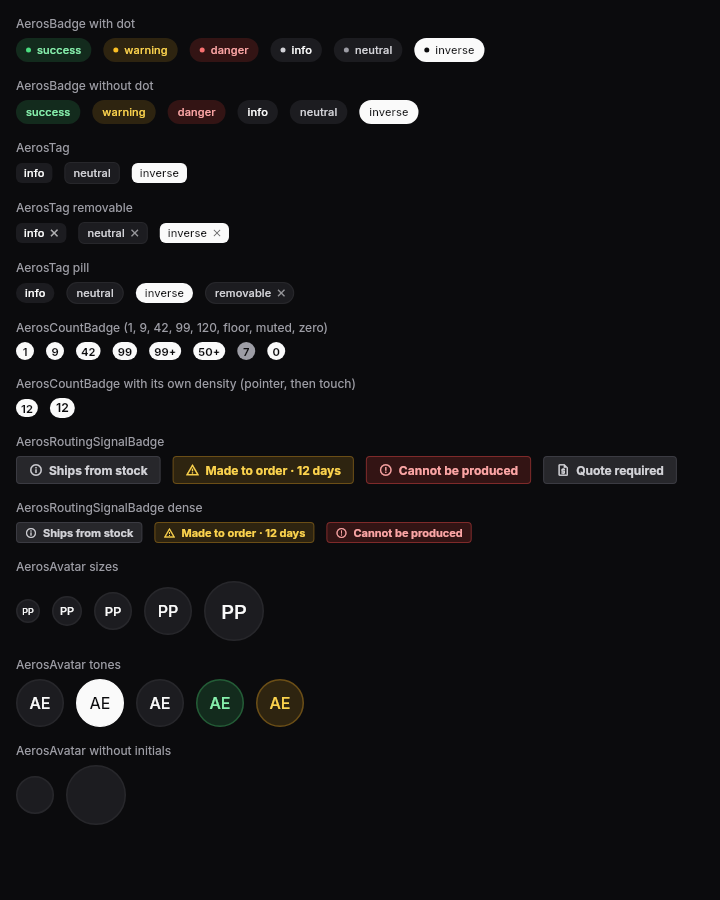 AerosBadge with dot
success warning danger info neutral inverse
AerosBadge without dot
success warning danger info neutral inverse
AerosTag
info neutral inverse
AerosTag removable
info × neutral × inverse ×
AerosTag pill
info neutral inverse removable ×
AerosCountBadge (1, 9, 42, 99, 120, floor, muted, zero)
1 9 42 99 99+ 50+ 7 0
AerosCountBadge with its own density (pointer, then touch)
12 12
AerosRoutingSignalBadge
Ships from stock Made to order · 12 days Cannot be produced Quote required
AerosRoutingSignalBadge dense
Ships from stock Made to order · 12 days Cannot be produced
AerosAvatar sizes
PP PP PP PP PP
AerosAvatar tones
AE AE AE AE AE
AerosAvatar without initials